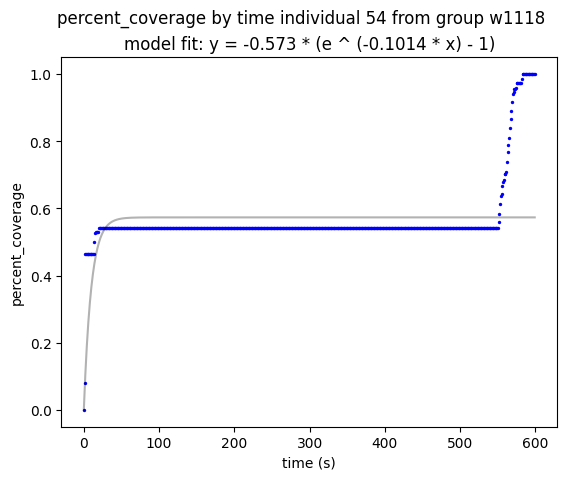 percent_coverage by time individual 54 from group w1118
model fit: y = -0.573 * (e ^ (-0.1014 * x) - 1)
1.0
0.8
0.6
0.4
0.2
0.0
percent_coverage
0 100 200 300 400 500 600
time (s)